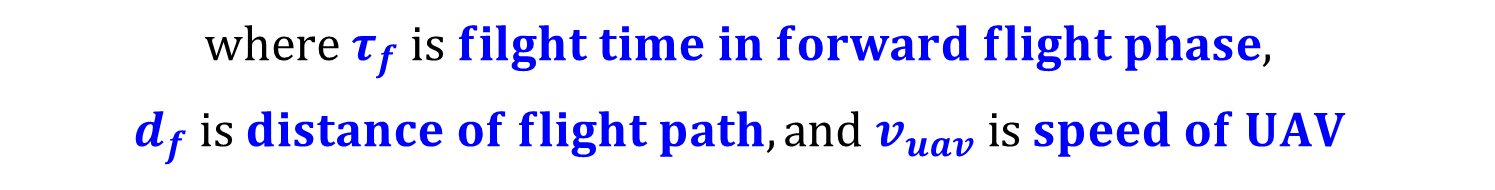 where τ_f is filght time in forward flight phase,
d_f is distance of flight path, and v_uav is speed of UAV